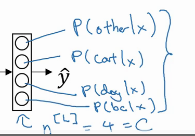 P(other|x)
P(cat|x)
ŷ
P(dog|x)
P(bc|x)
n^[L] = 4 = C